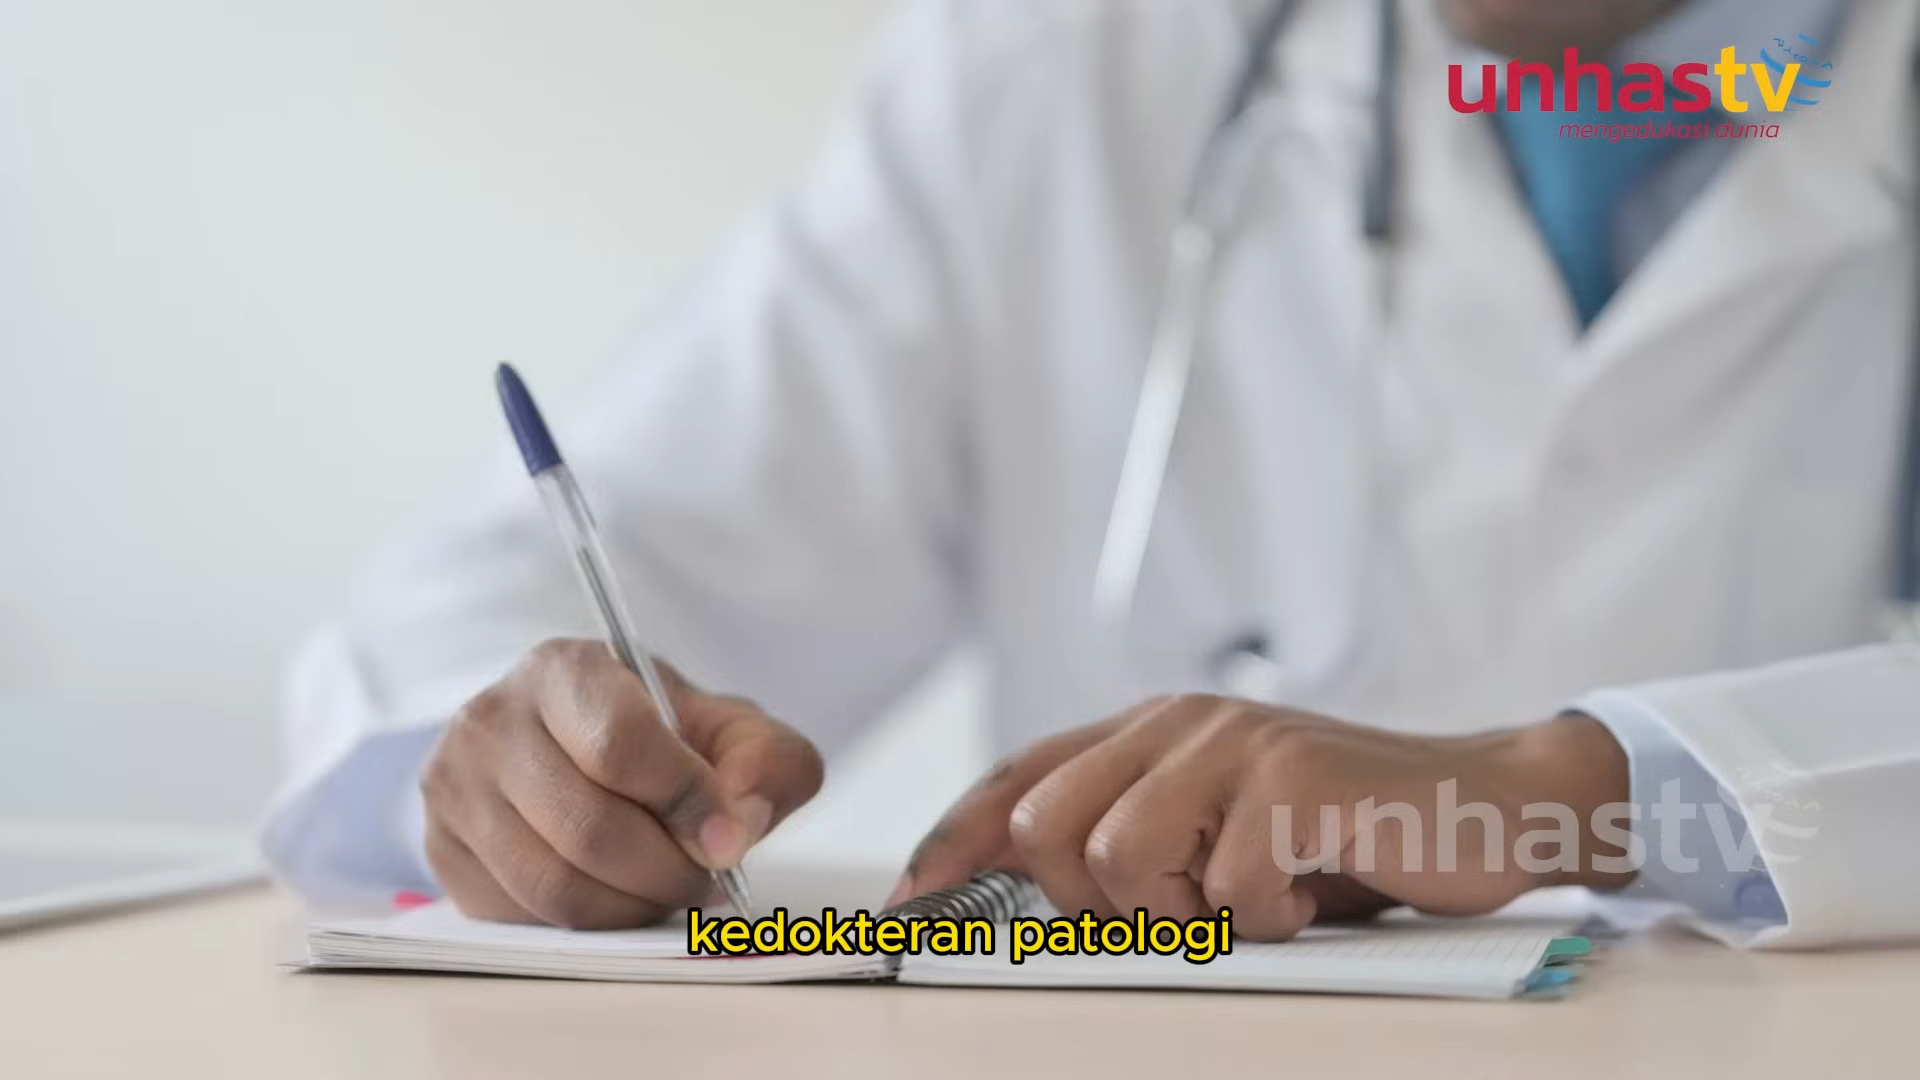 unhastv
mengedukasi dunia
unhastv
kedokteran patologi